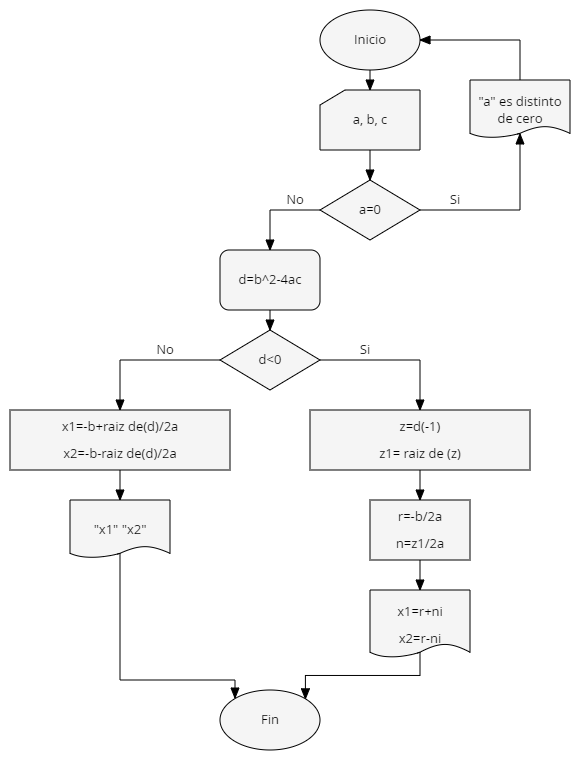 Inicio
a, b, c
"a" es distinto
de cero
a=0
No
Si
d=b^2-4ac
d<0
No
Si
x1=-b+raiz de(d)/2a
x2=-b-raiz de(d)/2a
z=d(-1)
z1= raiz de (z)
"x1" "x2"
r=-b/2a
n=z1/2a
x1=r+ni
x2=r-ni
Fin